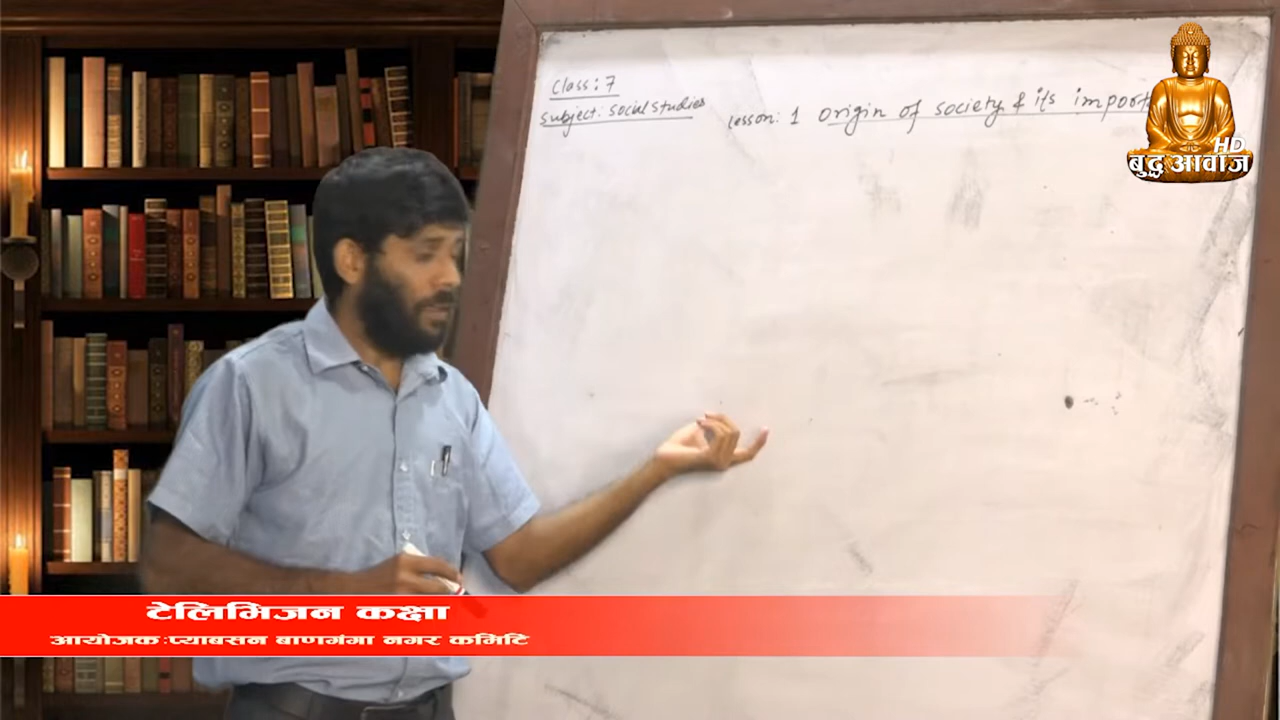 Class: 7
Subject: Social studies
Lesson: 1 Origin of society & its import
HD
बुद्ध आवाज
टेलिभिजन कक्षा
आयोजक:प्याबसन बाणगंगा नगर कमिटि